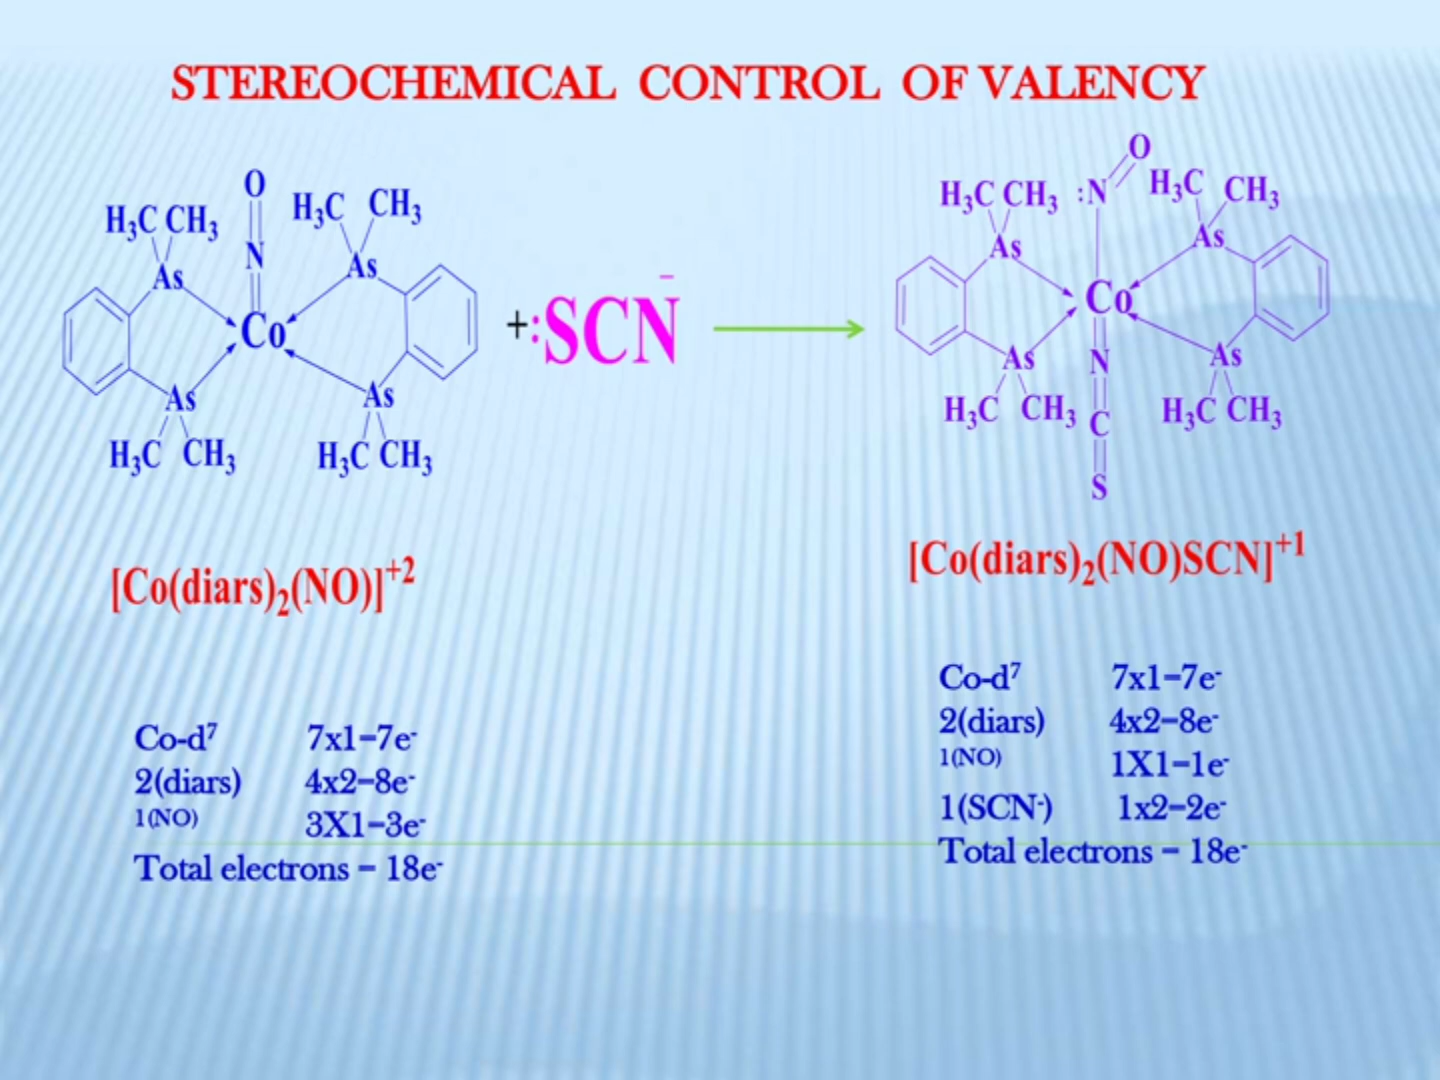 STEREOCHEMICAL CONTROL OF VALENCY
O
H₃C CH₃ H₃C CH₃
N
As As
Co
As As
H₃C CH₃ H₃C CH₃
+:SCN⁻
O
H₃C CH₃ :N H₃C CH₃
As As
Co
As N As
H₃C CH₃ C H₃C CH₃
S
[Co(diars)₂(NO)]⁺²
[Co(diars)₂(NO)SCN]⁺¹
Co-d⁷ 7x1=7e⁻
2(diars) 4x2=8e⁻
1(NO) 3X1=3e⁻
Total electrons = 18e⁻
Co-d⁷ 7x1=7e⁻
2(diars) 4x2=8e⁻
1(NO) 1X1=1e⁻
1(SCN⁻) 1x2=2e⁻
Total electrons = 18e⁻